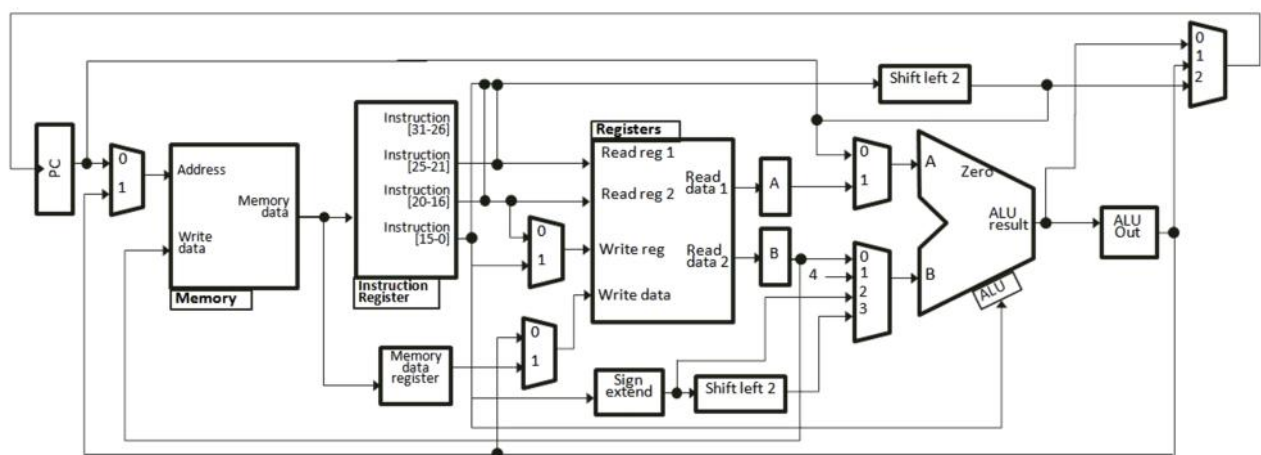 0
1
2
Shift left 2
PC
0
1
Address
Memory
data
Write
data
Memory
Instruction
[31-26]
Instruction
[25-21]
Instruction
[20-16]
Instruction
[15-0]
Instruction
Register
Registers
Read reg 1
Read
data 1
Read reg 2
Write reg
Read
data 2
Write data
0
1
0
1
Memory
data
register
A
B
0
1
4
0
1
2
3
Sign
extend
Shift left 2
A
Zero
ALU
result
B
ALU
ALU
Out